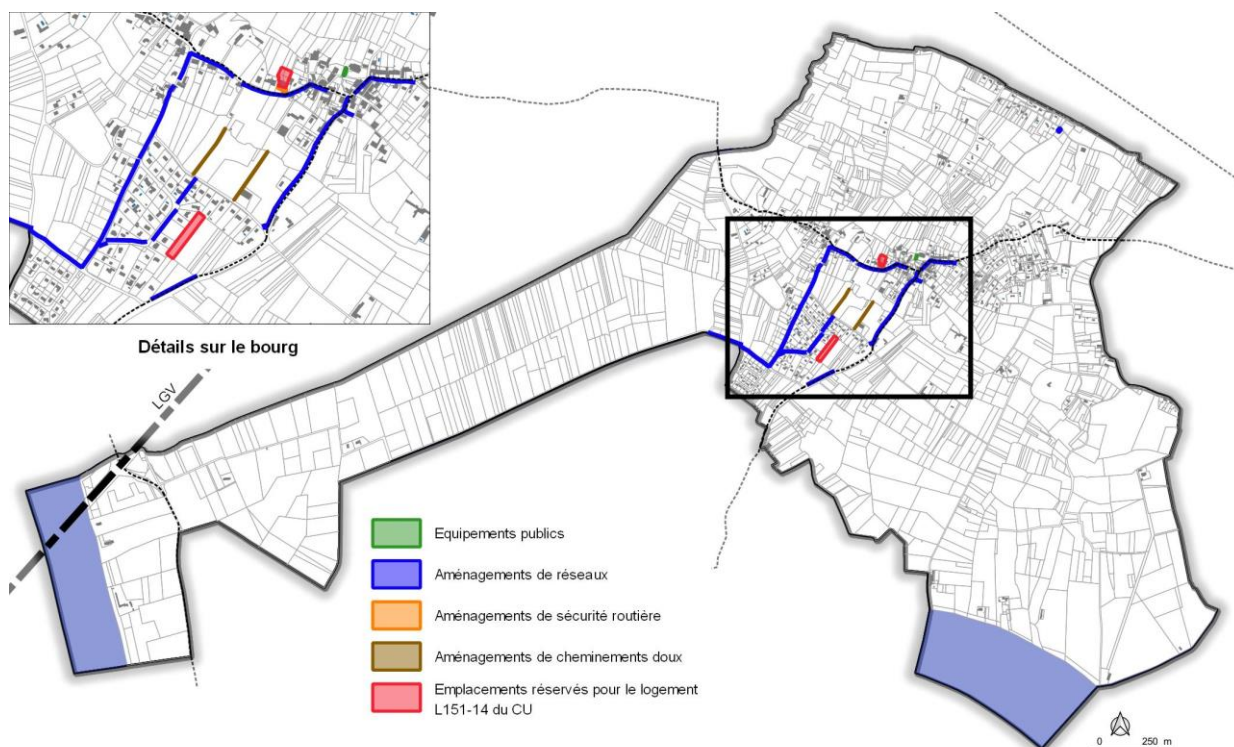 Détails sur le bourg
LGV
Equipements publics
Aménagements de réseaux
Aménagements de sécurité routière
Aménagements de cheminements doux
Emplacements réservés pour le logement
L151-14 du CU
0 250 m